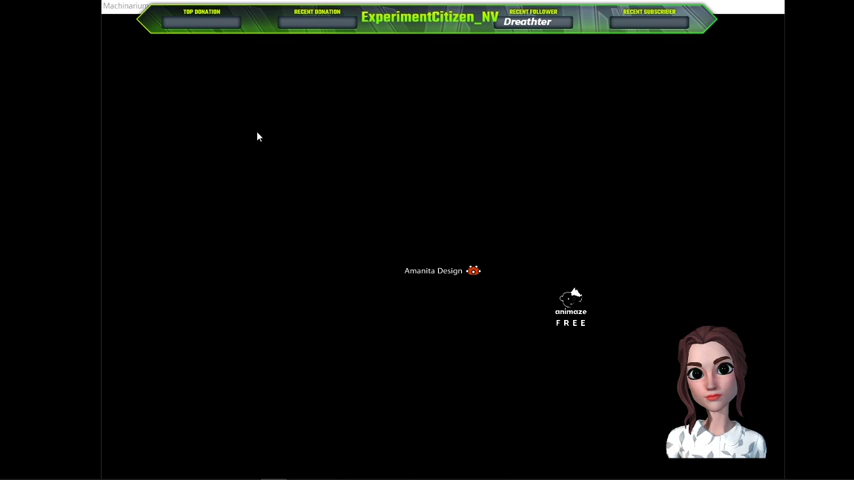 Machinarium
TOP DONATION
RECENT DONATION
ExperimentCitizen_NV
RECENT FOLLOWER
Dreathter
RECENT SUBSCRIBER
Amanita Design
animaze
FREE